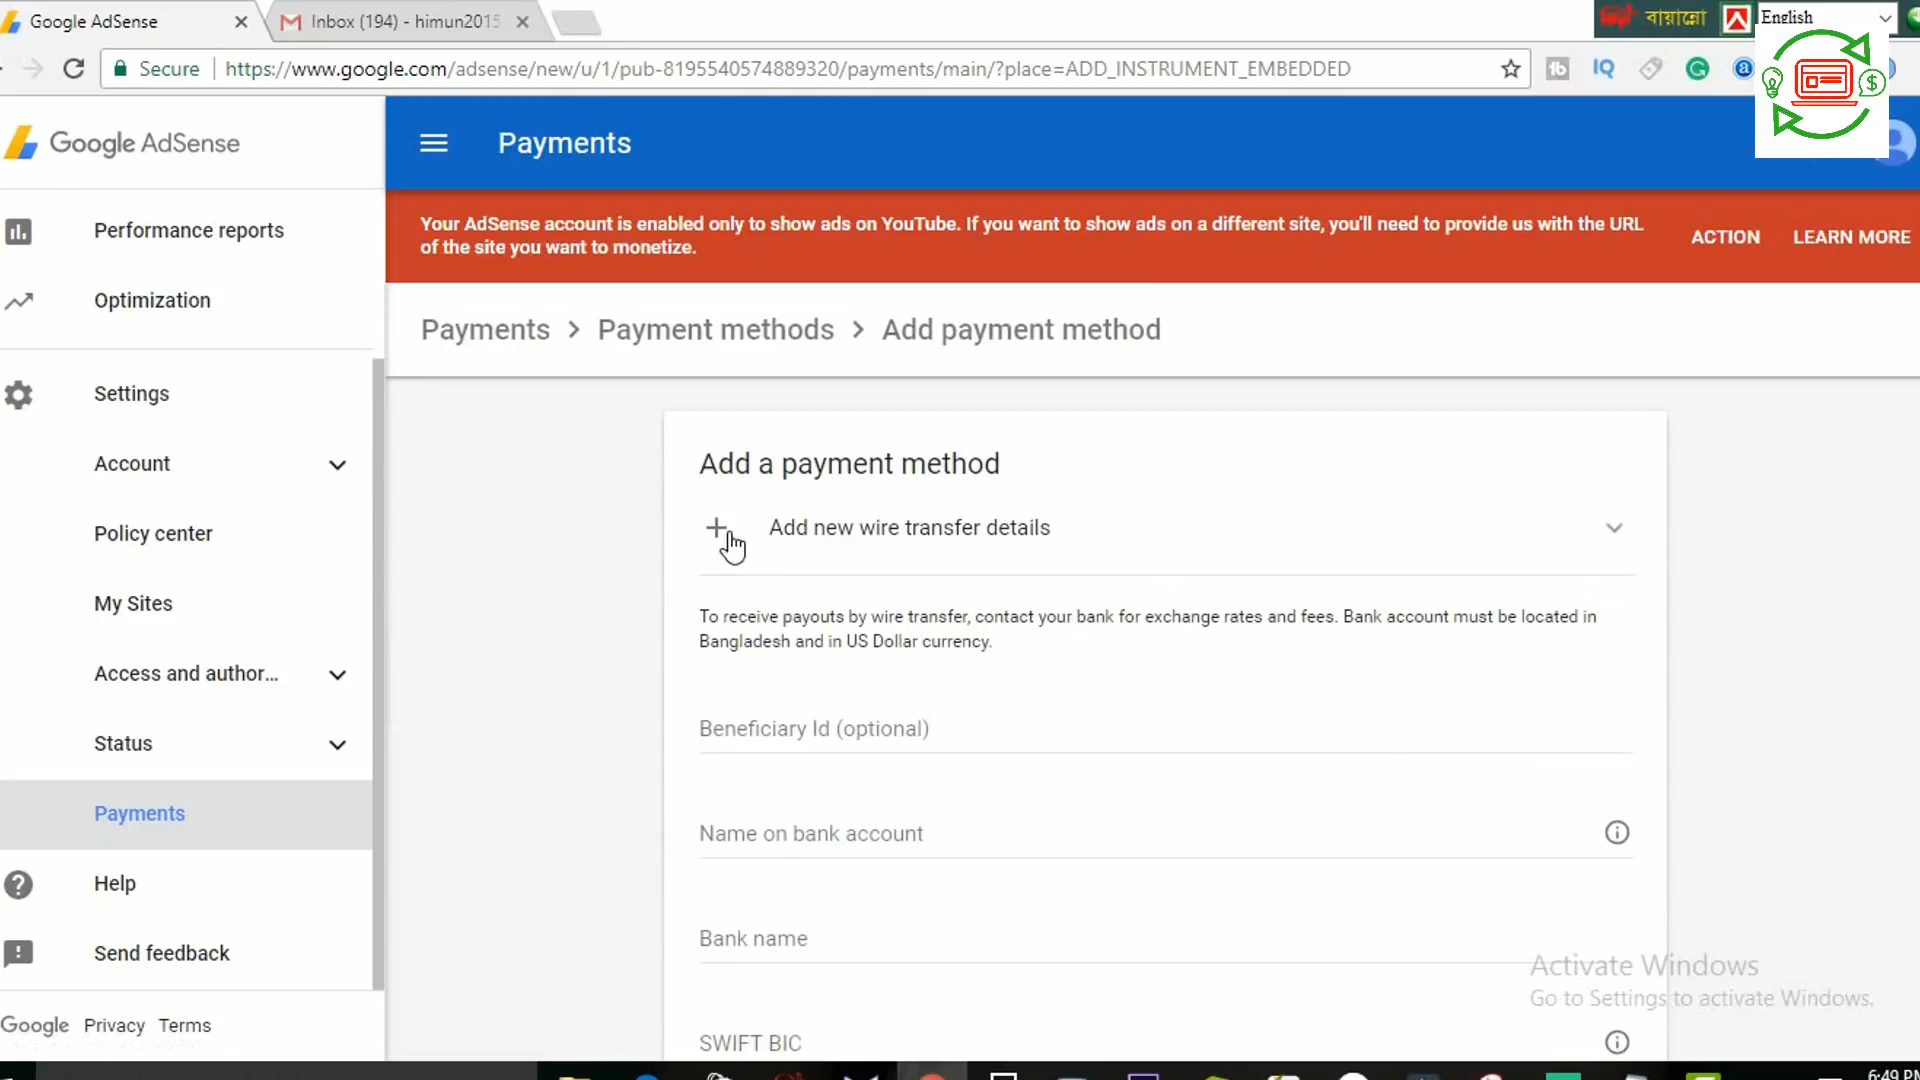 Google AdSense
Inbox (194) - himun2015
বায়ান্নো
English
Secure
https://www.google.com/adsense/new/u/1/pub-8195540574889320/payments/main/?place=ADD_INSTRUMENT_EMBEDDED
Google AdSense
Payments
Your AdSense account is enabled only to show ads on YouTube. If you want to show ads on a different site, you'll need to provide us with the URL
of the site you want to monetize.
ACTION
LEARN MORE
Performance reports
Optimization
Settings
Account
Policy center
My Sites
Access and author...
Status
Payments
Help
Send feedback
Google Privacy Terms
Payments > Payment methods > Add payment method
Add a payment method
Add new wire transfer details
To receive payouts by wire transfer, contact your bank for exchange rates and fees. Bank account must be located in
Bangladesh and in US Dollar currency.
Beneficiary Id (optional)
Name on bank account
Bank name
SWIFT BIC
Activate Windows
Go to Settings to activate Windows.
6:49 PM